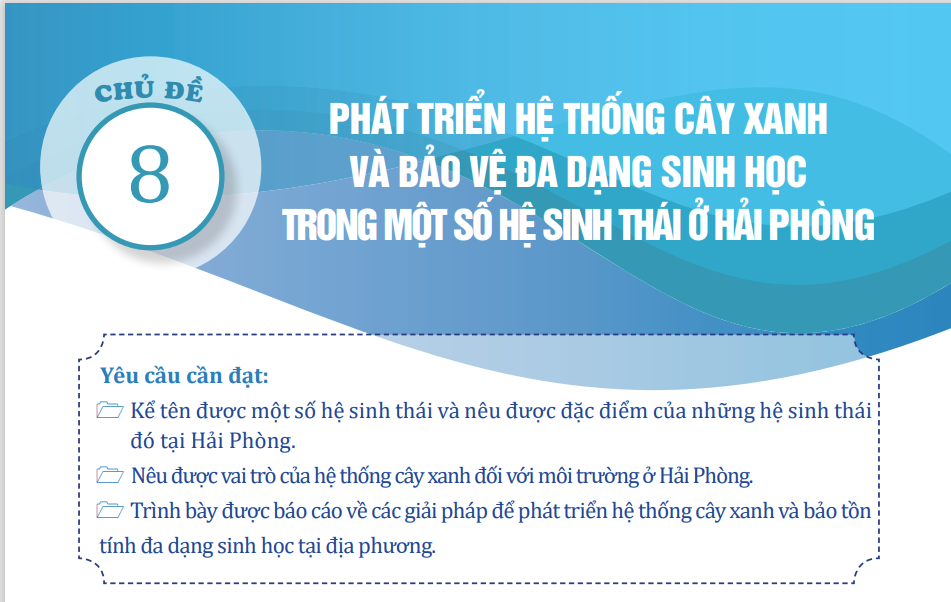 CHỦ ĐỀ
8
PHÁT TRIỂN HỆ THỐNG CÂY XANH
VÀ BẢO VỆ ĐA DẠNG SINH HỌC
TRONG MỘT SỐ HỆ SINH THÁI Ở HẢI PHÒNG
Yêu cầu cần đạt:
Kể tên được một số hệ sinh thái và nêu được đặc điểm của những hệ sinh thái
đó tại Hải Phòng.
Nêu được vai trò của hệ thống cây xanh đối với môi trường ở Hải Phòng.
Trình bày được báo cáo về các giải pháp để phát triển hệ thống cây xanh và bảo tồn
tính đa dạng sinh học tại địa phương.